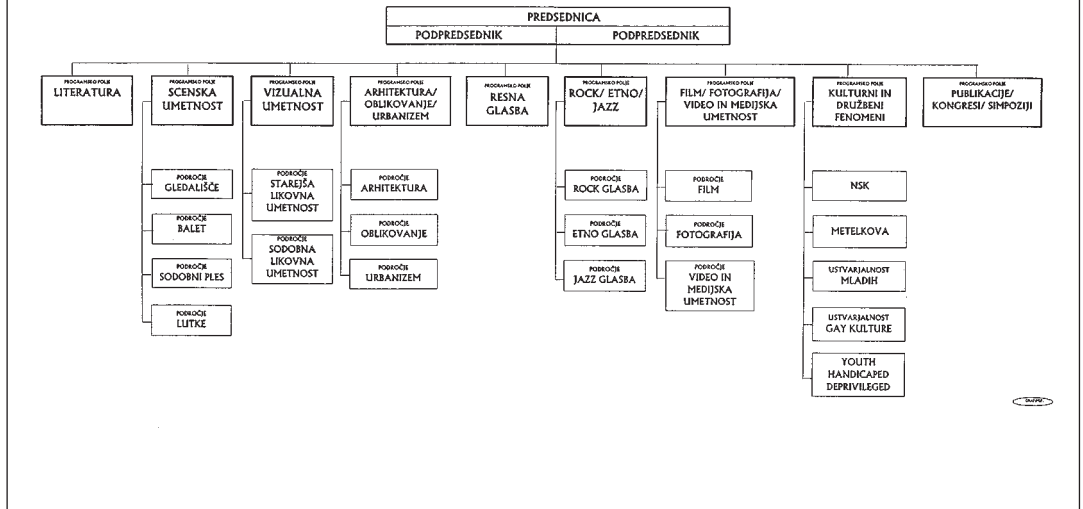 PREDSEDNICA
PODPREDSEDNIK
PODPREDSEDNIK
PROGRAMSKO POLJE
LITERATURA
PROGRAMSKO POLJE
SCENSKA
UMETNOST
PROGRAMSKO POLJE
VIZUALNA
UMETNOST
PROGRAMSKO POLJE
ARHITEKTURA/
OBLIKOVANJE/
URBANIZEM
PROGRAMSKO POLJE
RESNA
GLASBA
PROGRAMSKO POLJE
ROCK/ ETNO/
JAZZ
PROGRAMSKO POLJE
FILM/ FOTOGRAFIJA/
VIDEO IN MEDIJSKA
UMETNOST
PROGRAMSKO POLJE
KULTURNI IN
DRUŽBENI
FENOMENI
PROGRAMSKO POLJE
PUBLIKACIJE/
KONGRESI/ SIMPOZIJI
PODROČJE
GLEDALIŠČE
PODROČJE
BALET
PODROČJE
SODOBNI PLES
PODROČJE
LUTKE
PODROČJE
STAREJŠA
LIKOVNA
UMETNOST
PODROČJE
SODOBNA
LIKOVNA
UMETNOST
PODROČJE
ARHITEKTURA
PODROČJE
OBLIKOVANJE
PODROČJE
URBANIZEM
PODROČJE
ROCK GLASBA
PODROČJE
ETNO GLASBA
PODROČJE
JAZZ GLASBA
PODROČJE
FILM
PODROČJE
FOTOGRAFIJA
PODROČJE
VIDEO IN
MEDIJSKA
UMETNOST
NSK
METELKOVA
USTVARJALNOST
MLADIH
USTVARJALNOST
GAY KULTURE
YOUTH
HANDICAPED
DEPRIVILEGED